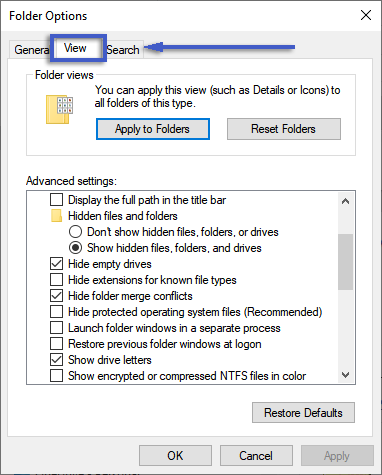 Folder Options
General View Search
Folder views
You can apply this view (such as Details or Icons) to
all folders of this type.
Apply to Folders Reset Folders
Advanced settings:
Display the full path in the title bar
Hidden files and folders
Don't show hidden files, folders, or drives
Show hidden files, folders, and drives
Hide empty drives
Hide extensions for known file types
Hide folder merge conflicts
Hide protected operating system files (Recommended)
Launch folder windows in a separate process
Restore previous folder windows at logon
Show drive letters
Show encrypted or compressed NTFS files in color
Restore Defaults
OK Cancel Apply